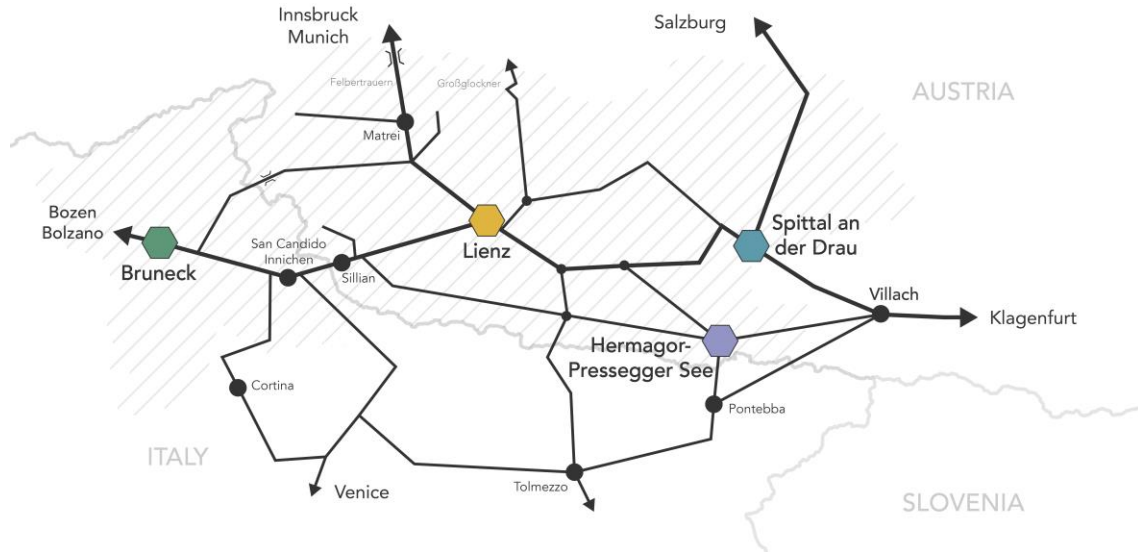 Innsbruck
Munich
Salzburg
Felbertrauern
Großglockner
AUSTRIA
Matrei
Bozen
Bolzano
Bruneck
San Candido
Innichen
Sillian
Lienz
Spittal an
der Drau
Villach
Klagenfurt
Hermagor-
Pressegger See
Cortina
Pontebba
ITALY
Venice
Tolmezzo
SLOVENIA